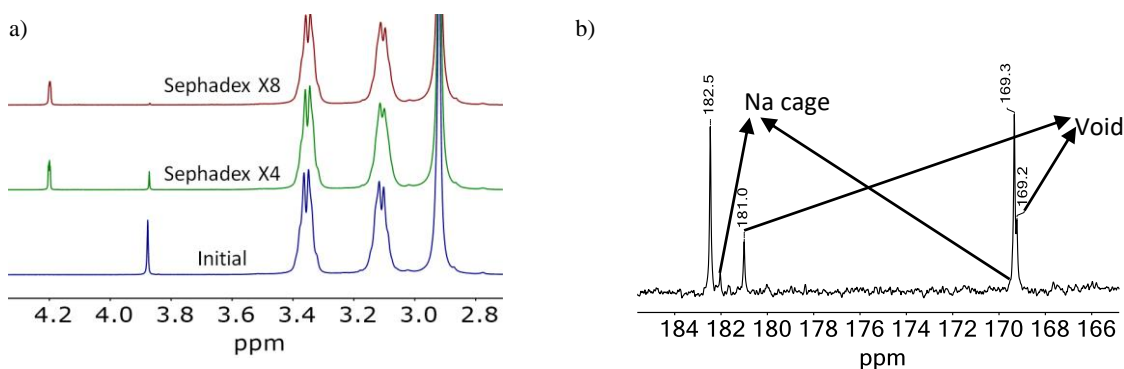 a)
Sephadex X8
Sephadex X4
Initial
4.2 4.0 3.8 3.6 3.4 3.2 3.0 2.8
ppm
b)
182.5
181.0
169.3
169.2
Na cage
Void
184 182 180 178 176 174 172 170 168 166
ppm